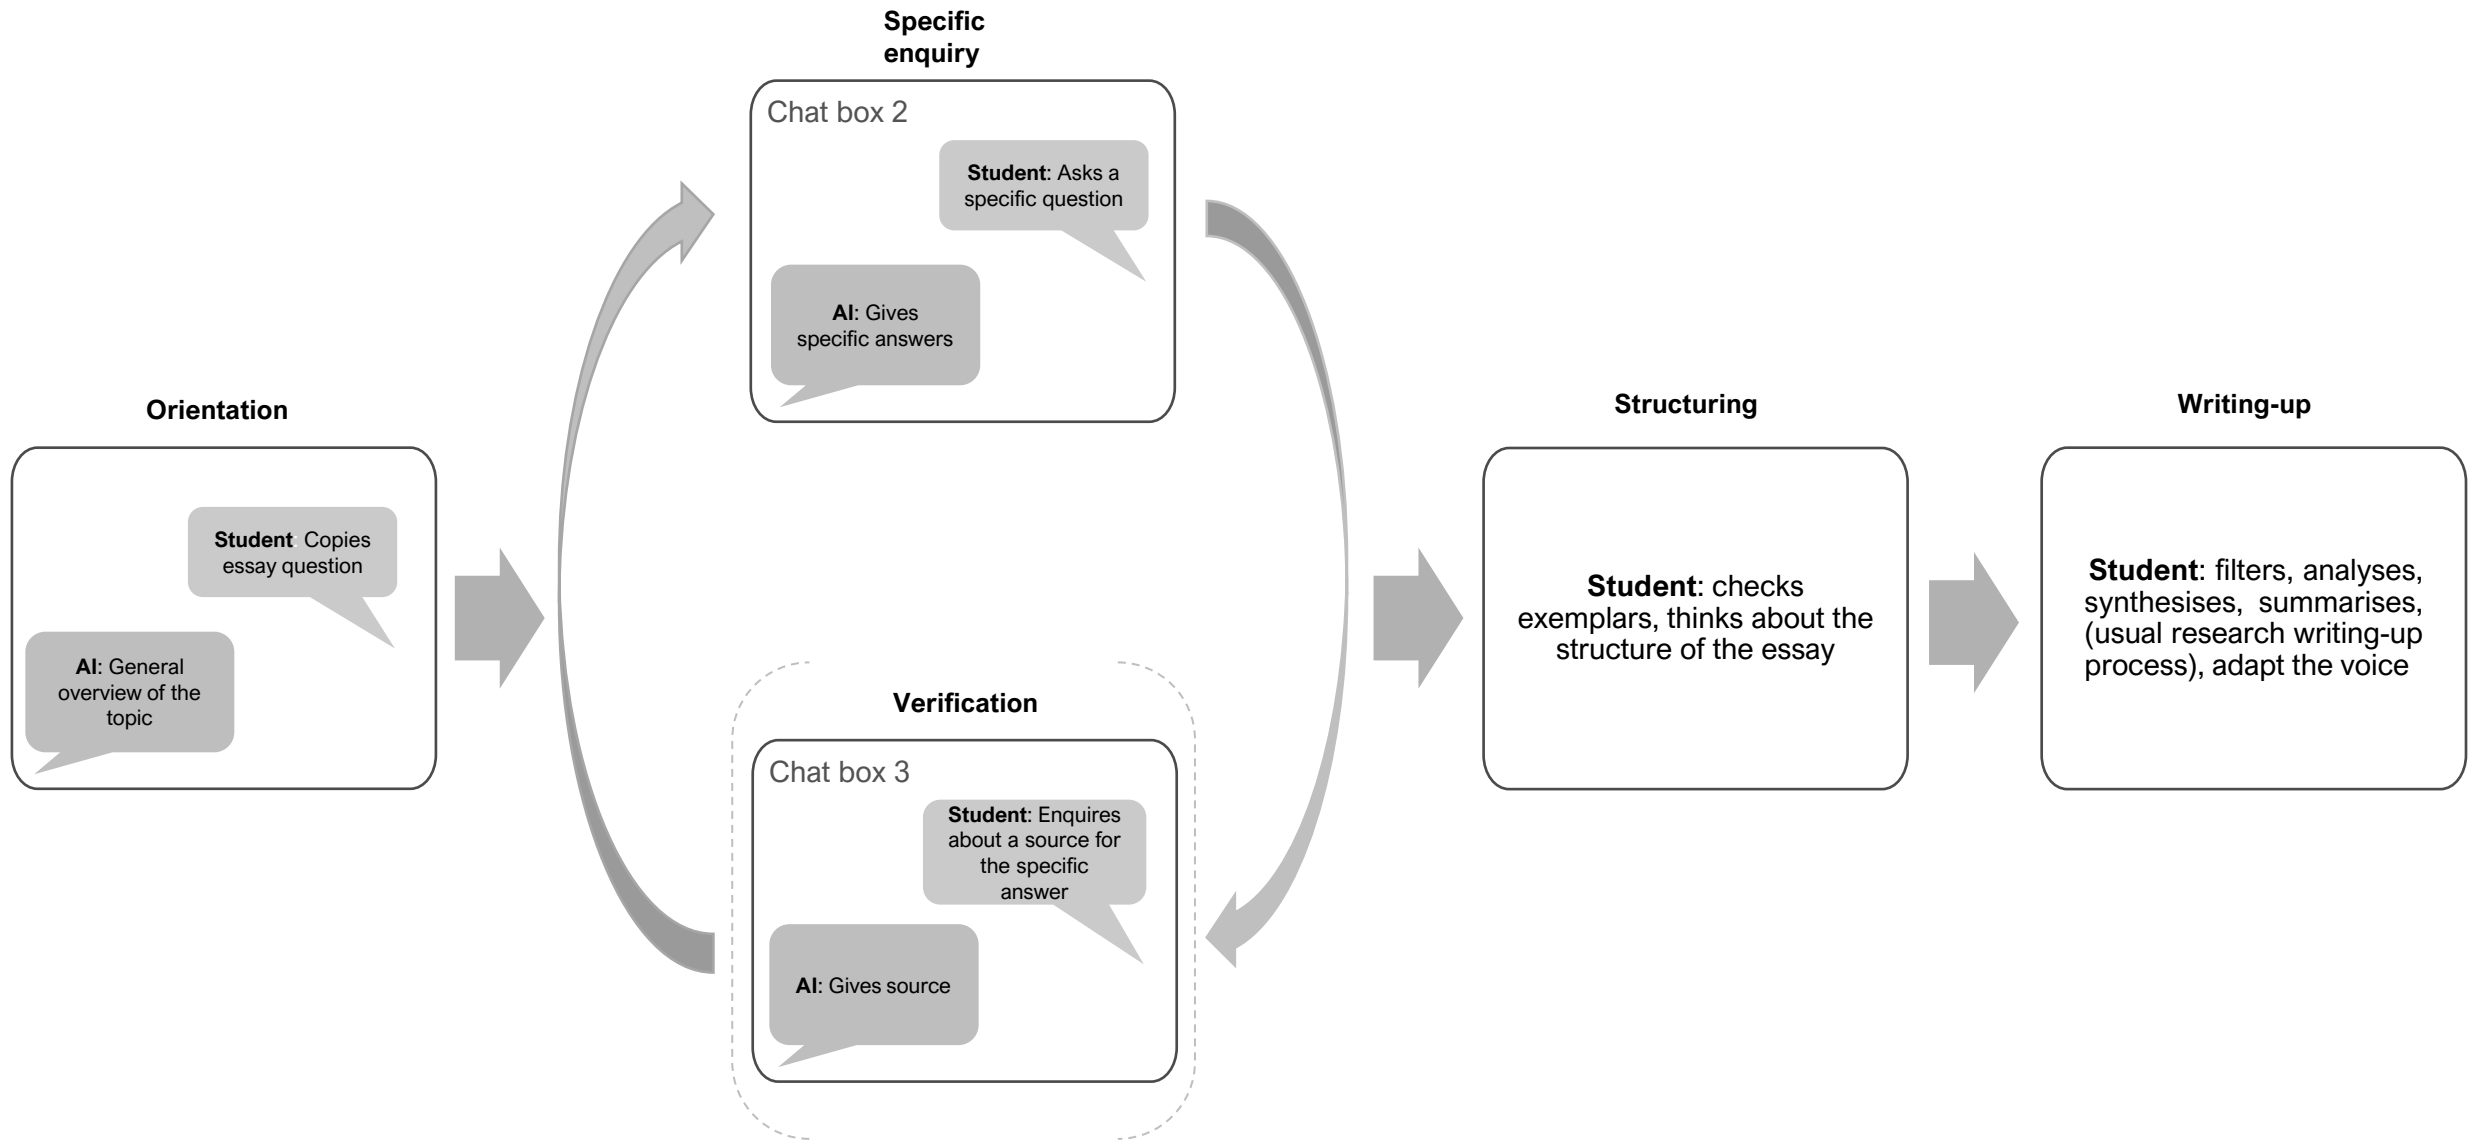 Specific
enquiry
Chat box 2
Student: Asks a
specific question
AI: Gives
specific answers
Orientation
Student: Copies
essay question
AI: General
overview of the
topic
Verification
Chat box 3
Student: Enquires
about a source for
the specific
answer
AI: Gives source
Structuring
Student: checks
exemplars, thinks about the
structure of the essay
Writing-up
Student: filters, analyses,
synthesises, summarises,
(usual research writing-up
process), adapt the voice